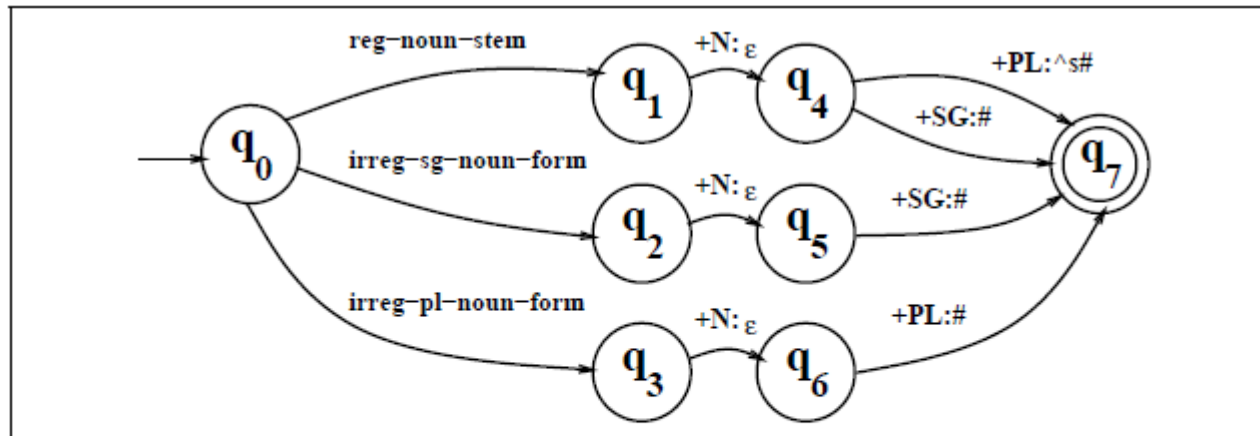 reg-noun-stem +N:ε +PL:^s#
q1 q4 +SG:#
q0 q7
irreg-sg-noun-form +N:ε +SG:#
q2 q5
irreg-pl-noun-form +N:ε +PL:#
q3 q6